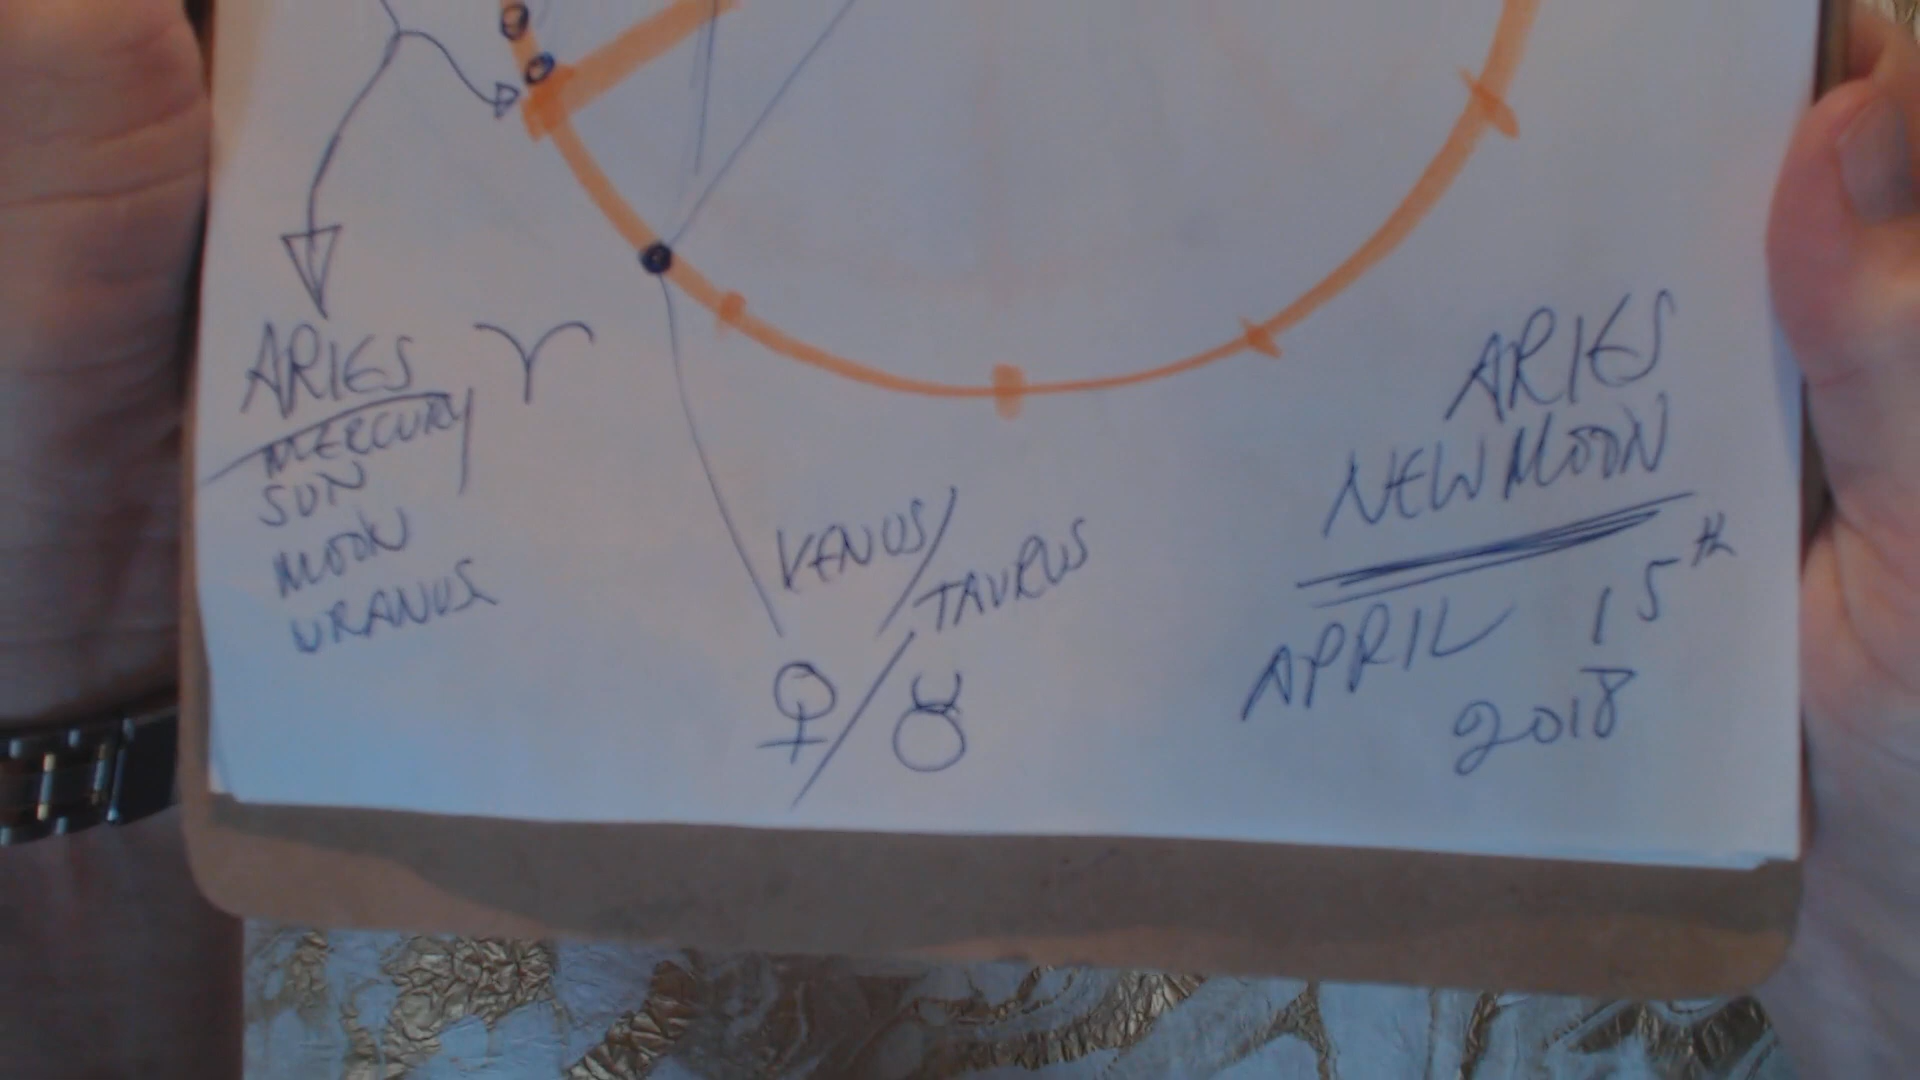 ARIES ♈
MERCURY
SUN
MOON
URANUS
VENUS/
TAURUS
♀/♉
ARIES
NEW MOON
APRIL 15th
2018